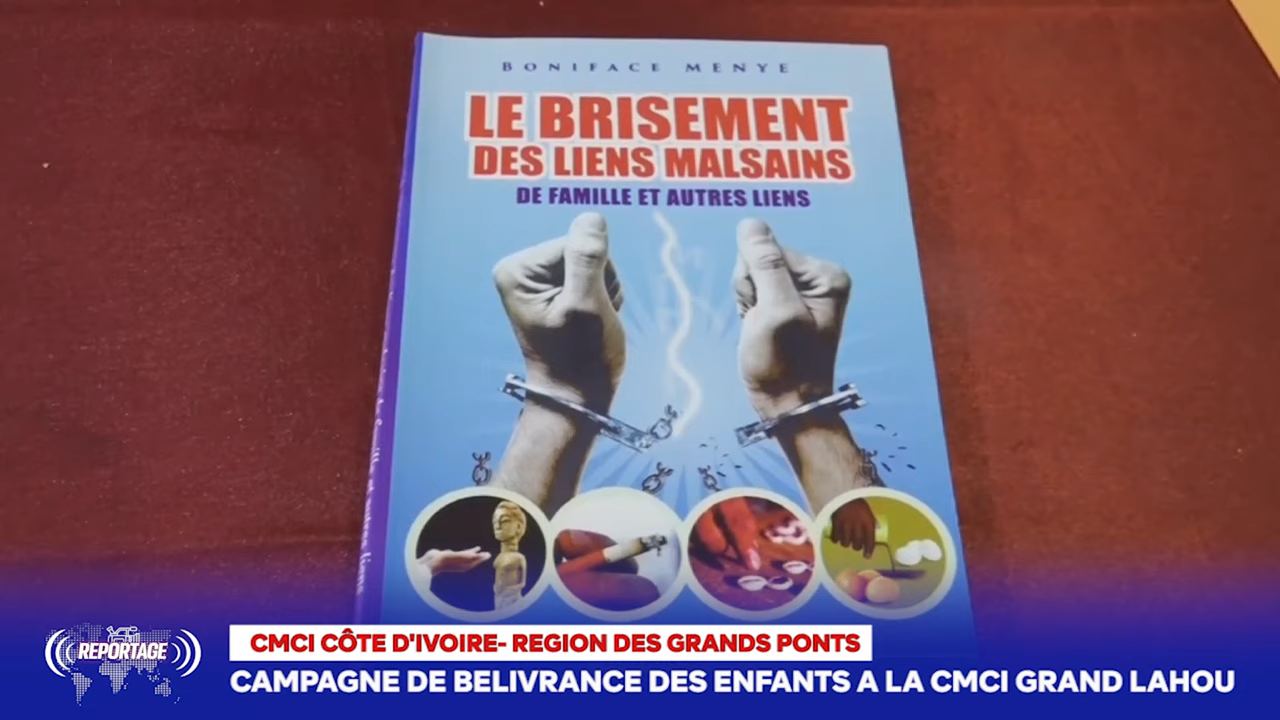 BONIFACE MENYE
LE BRISEMENT
DES LIENS MALSAINS
DE FAMILLE ET AUTRES LIENS
REPORTAGE
CMCI CÔTE D'IVOIRE- REGION DES GRANDS PONTS
CAMPAGNE DE BELIVRANCE DES ENFANTS A LA CMCI GRAND LAHOU